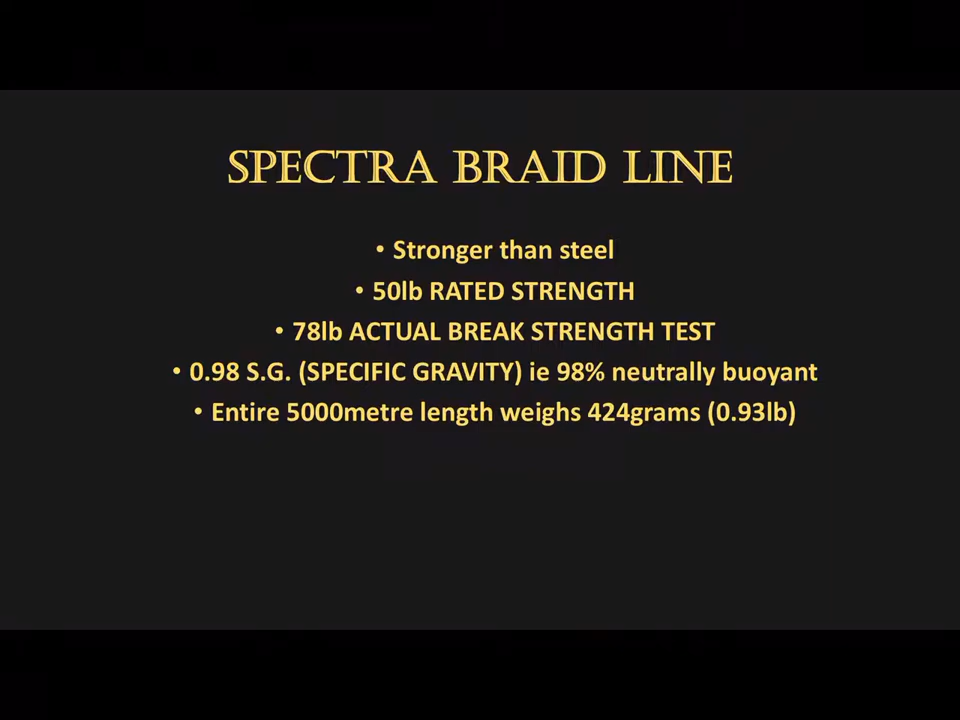 SPECTRA BRAID LINE
• Stronger than steel
• 50lb RATED STRENGTH
• 78lb ACTUAL BREAK STRENGTH TEST
• 0.98 S.G. (SPECIFIC GRAVITY) ie 98% neutrally buoyant
• Entire 5000metre length weighs 424grams (0.93lb)